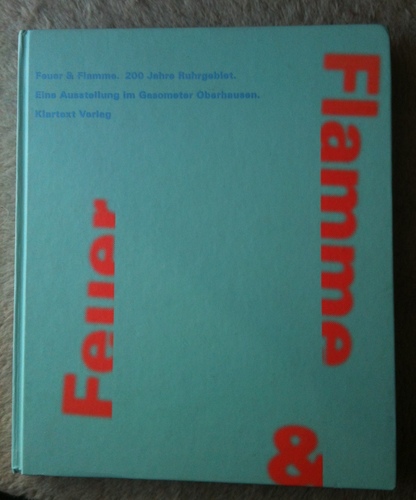 Feuer & Flamme. 200 Jahre Ruhrgebiet.
Eine Ausstellung im Gasometer Oberhausen.
Klartext Verlag
Feuer
&
Flamme